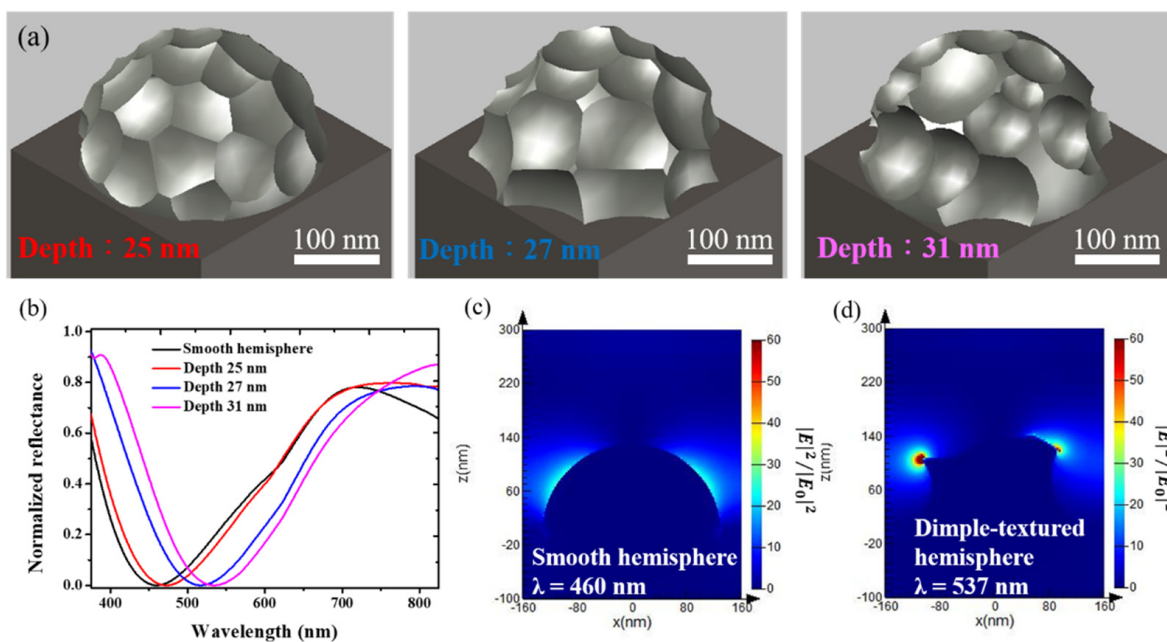 (a)
Depth：25 nm
100 nm
Depth：27 nm
100 nm
Depth：31 nm
100 nm
(b)
Normalized reflectance
1.0
0.8
0.6
0.4
0.2
0.0
Smooth hemisphere
Depth 25 nm
Depth 27 nm
Depth 31 nm
400
500
600
700
800
Wavelength (nm)
(c)
z(nm)
300
220
140
60
-20
-100
Smooth hemisphere
λ = 460 nm
-160
-80
0
80
160
x(nm)
60
50
40
30
20
10
0
|E|²/|E₀|²
(d)
z(nm)
300
220
140
60
-20
-100
Dimple-textured
hemisphere
λ = 537 nm
-160
-80
0
80
160
x(nm)
60
50
40
30
20
10
0
|E|²/|E₀|²